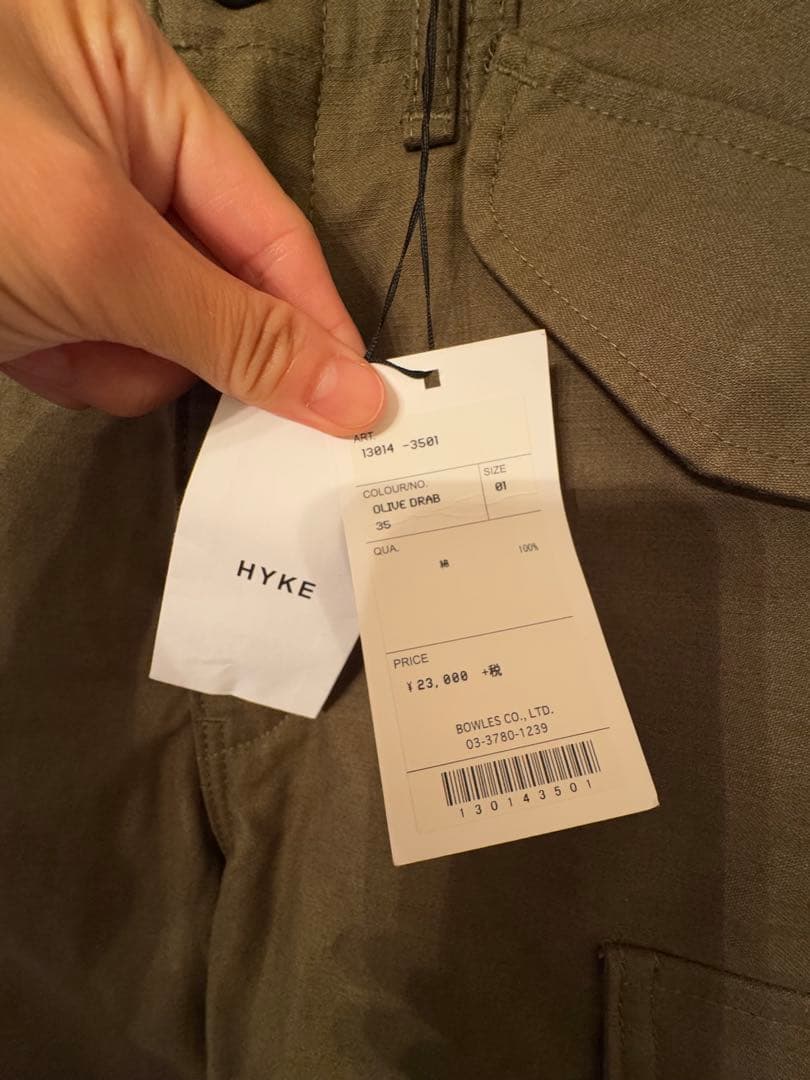 HYKE
ART.
13014 -3501
COLOUR/NO.
OLIVE DRAB
35
SIZE
01
QUA.
綿 100%
PRICE
¥23,000 +税
BOWLES CO., LTD.
03-3780-1239
130143501